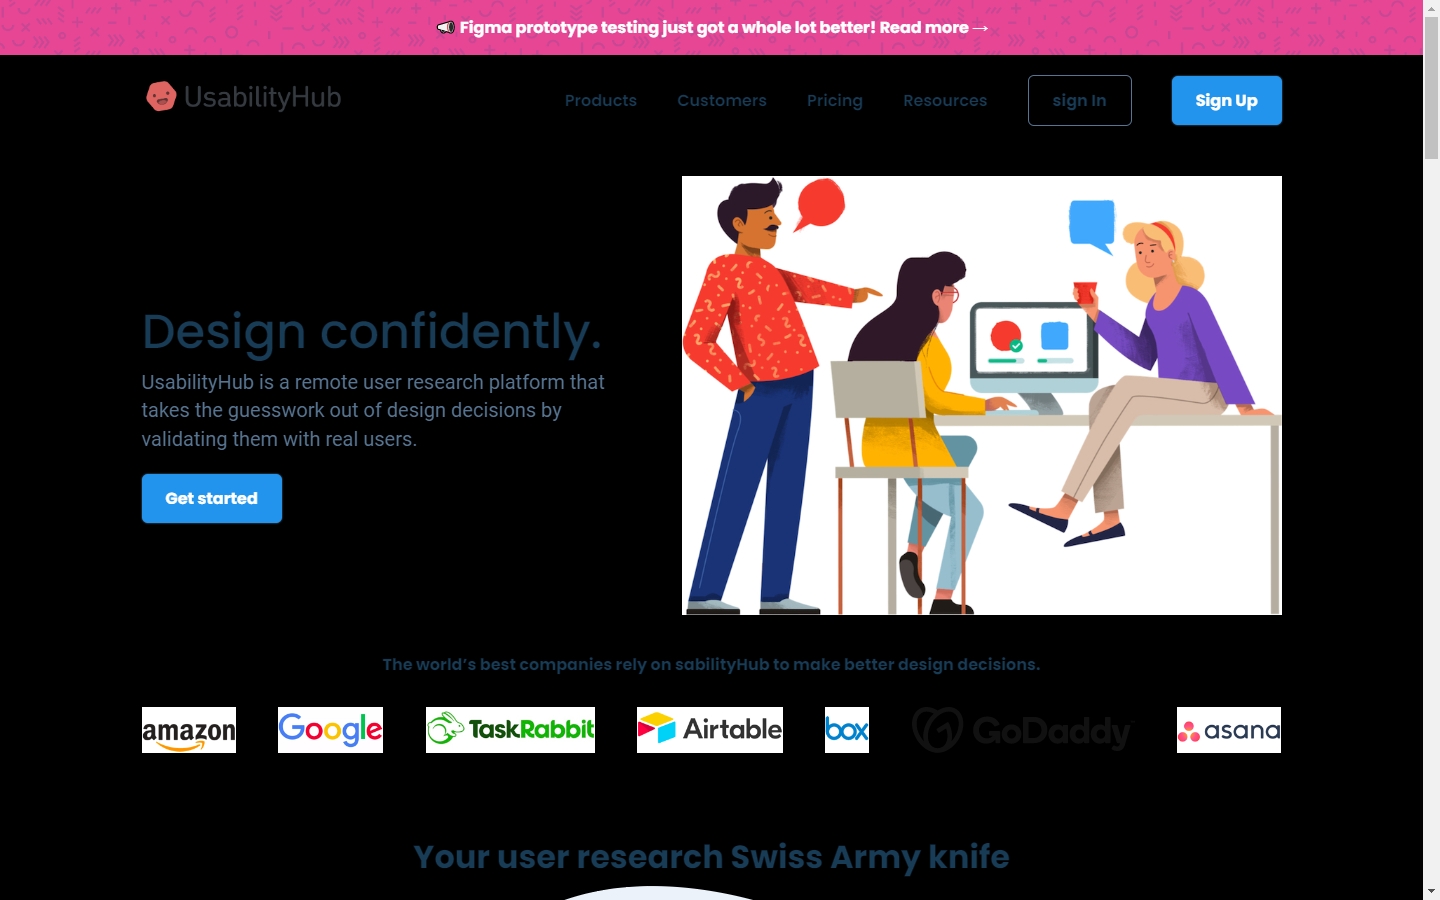 📢 Figma prototype testing just got a whole lot better! Read more →
UsabilityHub
Products
Customers
Pricing
Resources
sign In
Sign Up
Design confidently.
UsabilityHub is a remote user research platform that
takes the guesswork out of design decisions by
validating them with real users.
Get started
The world's best companies rely on sabilityHub to make better design decisions.
amazon
Google
TaskRabbit
Airtable
box
GoDaddy
asana
Your user research Swiss Army knife